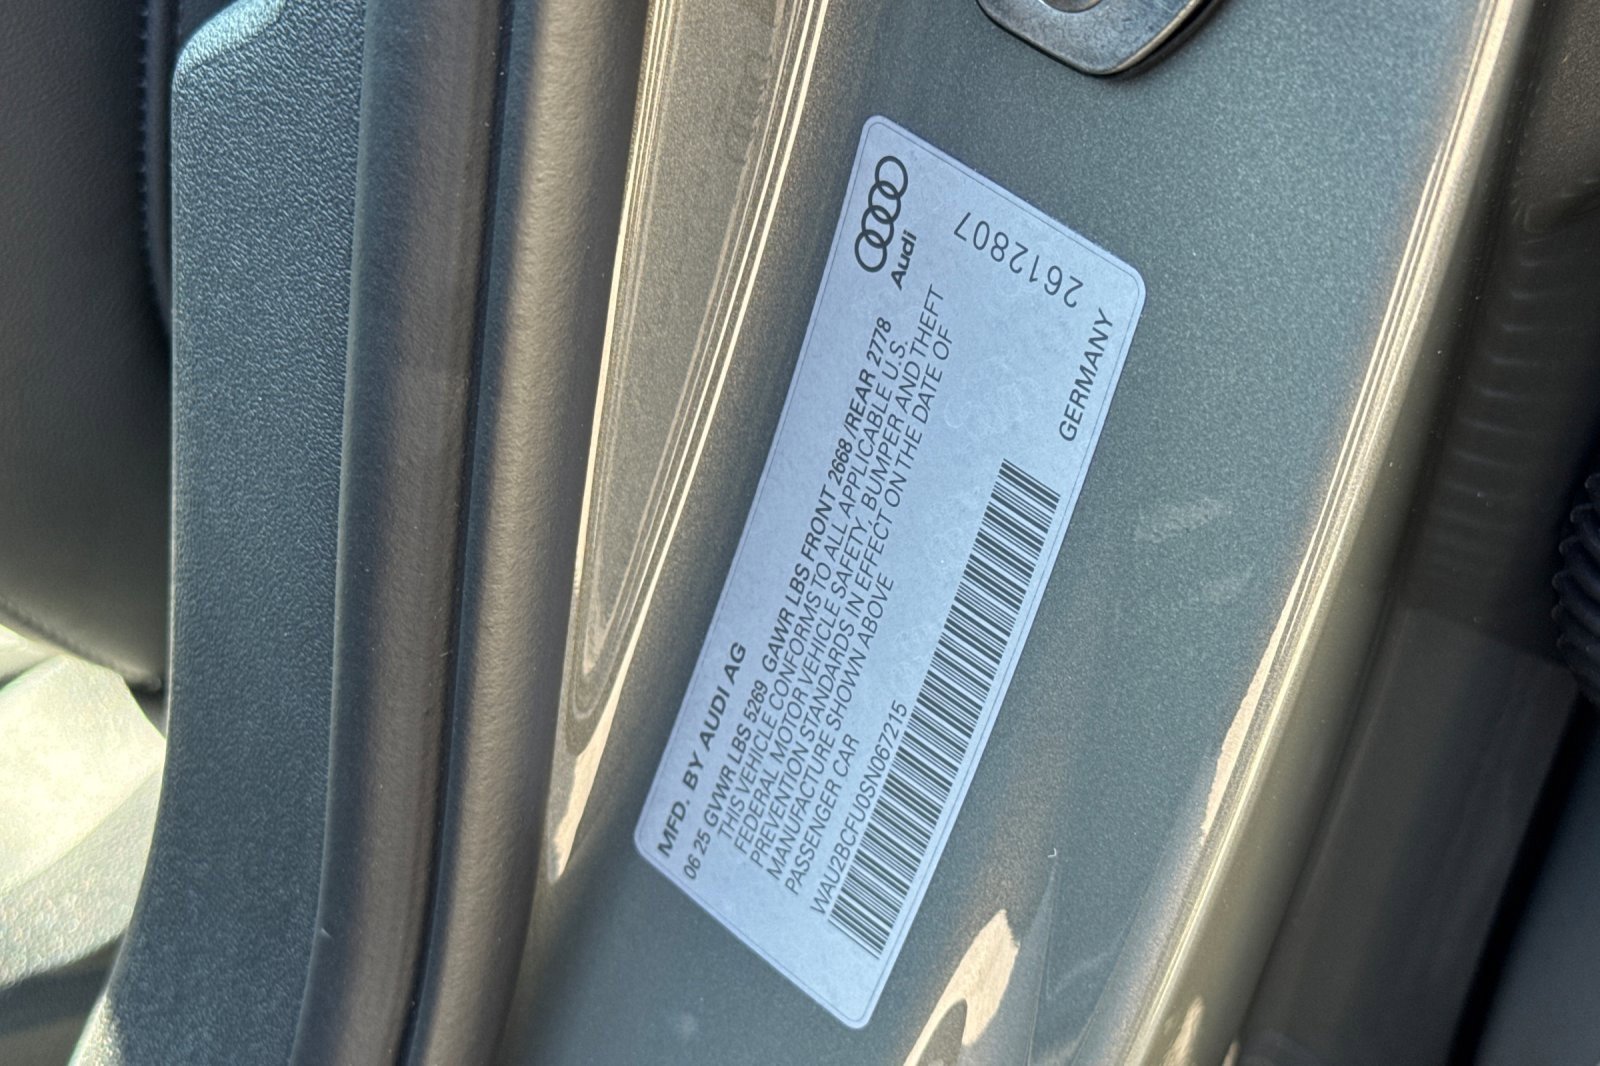 Audi
MFD. BY AUDI AG
06 25 GVWR LBS 5269 GAWR LBS FRONT 2668 /REAR 2778
THIS VEHICLE CONFORMS TO ALL APPLICABLE U.S.
FEDERAL MOTOR VEHICLE SAFETY, BUMPER AND THEFT
PREVENTION STANDARDS IN EFFECT ON THE DATE OF
MANUFACTURE SHOWN ABOVE
PASSENGER CAR
WAU2BCFU0SN067215
GERMANY
2612807